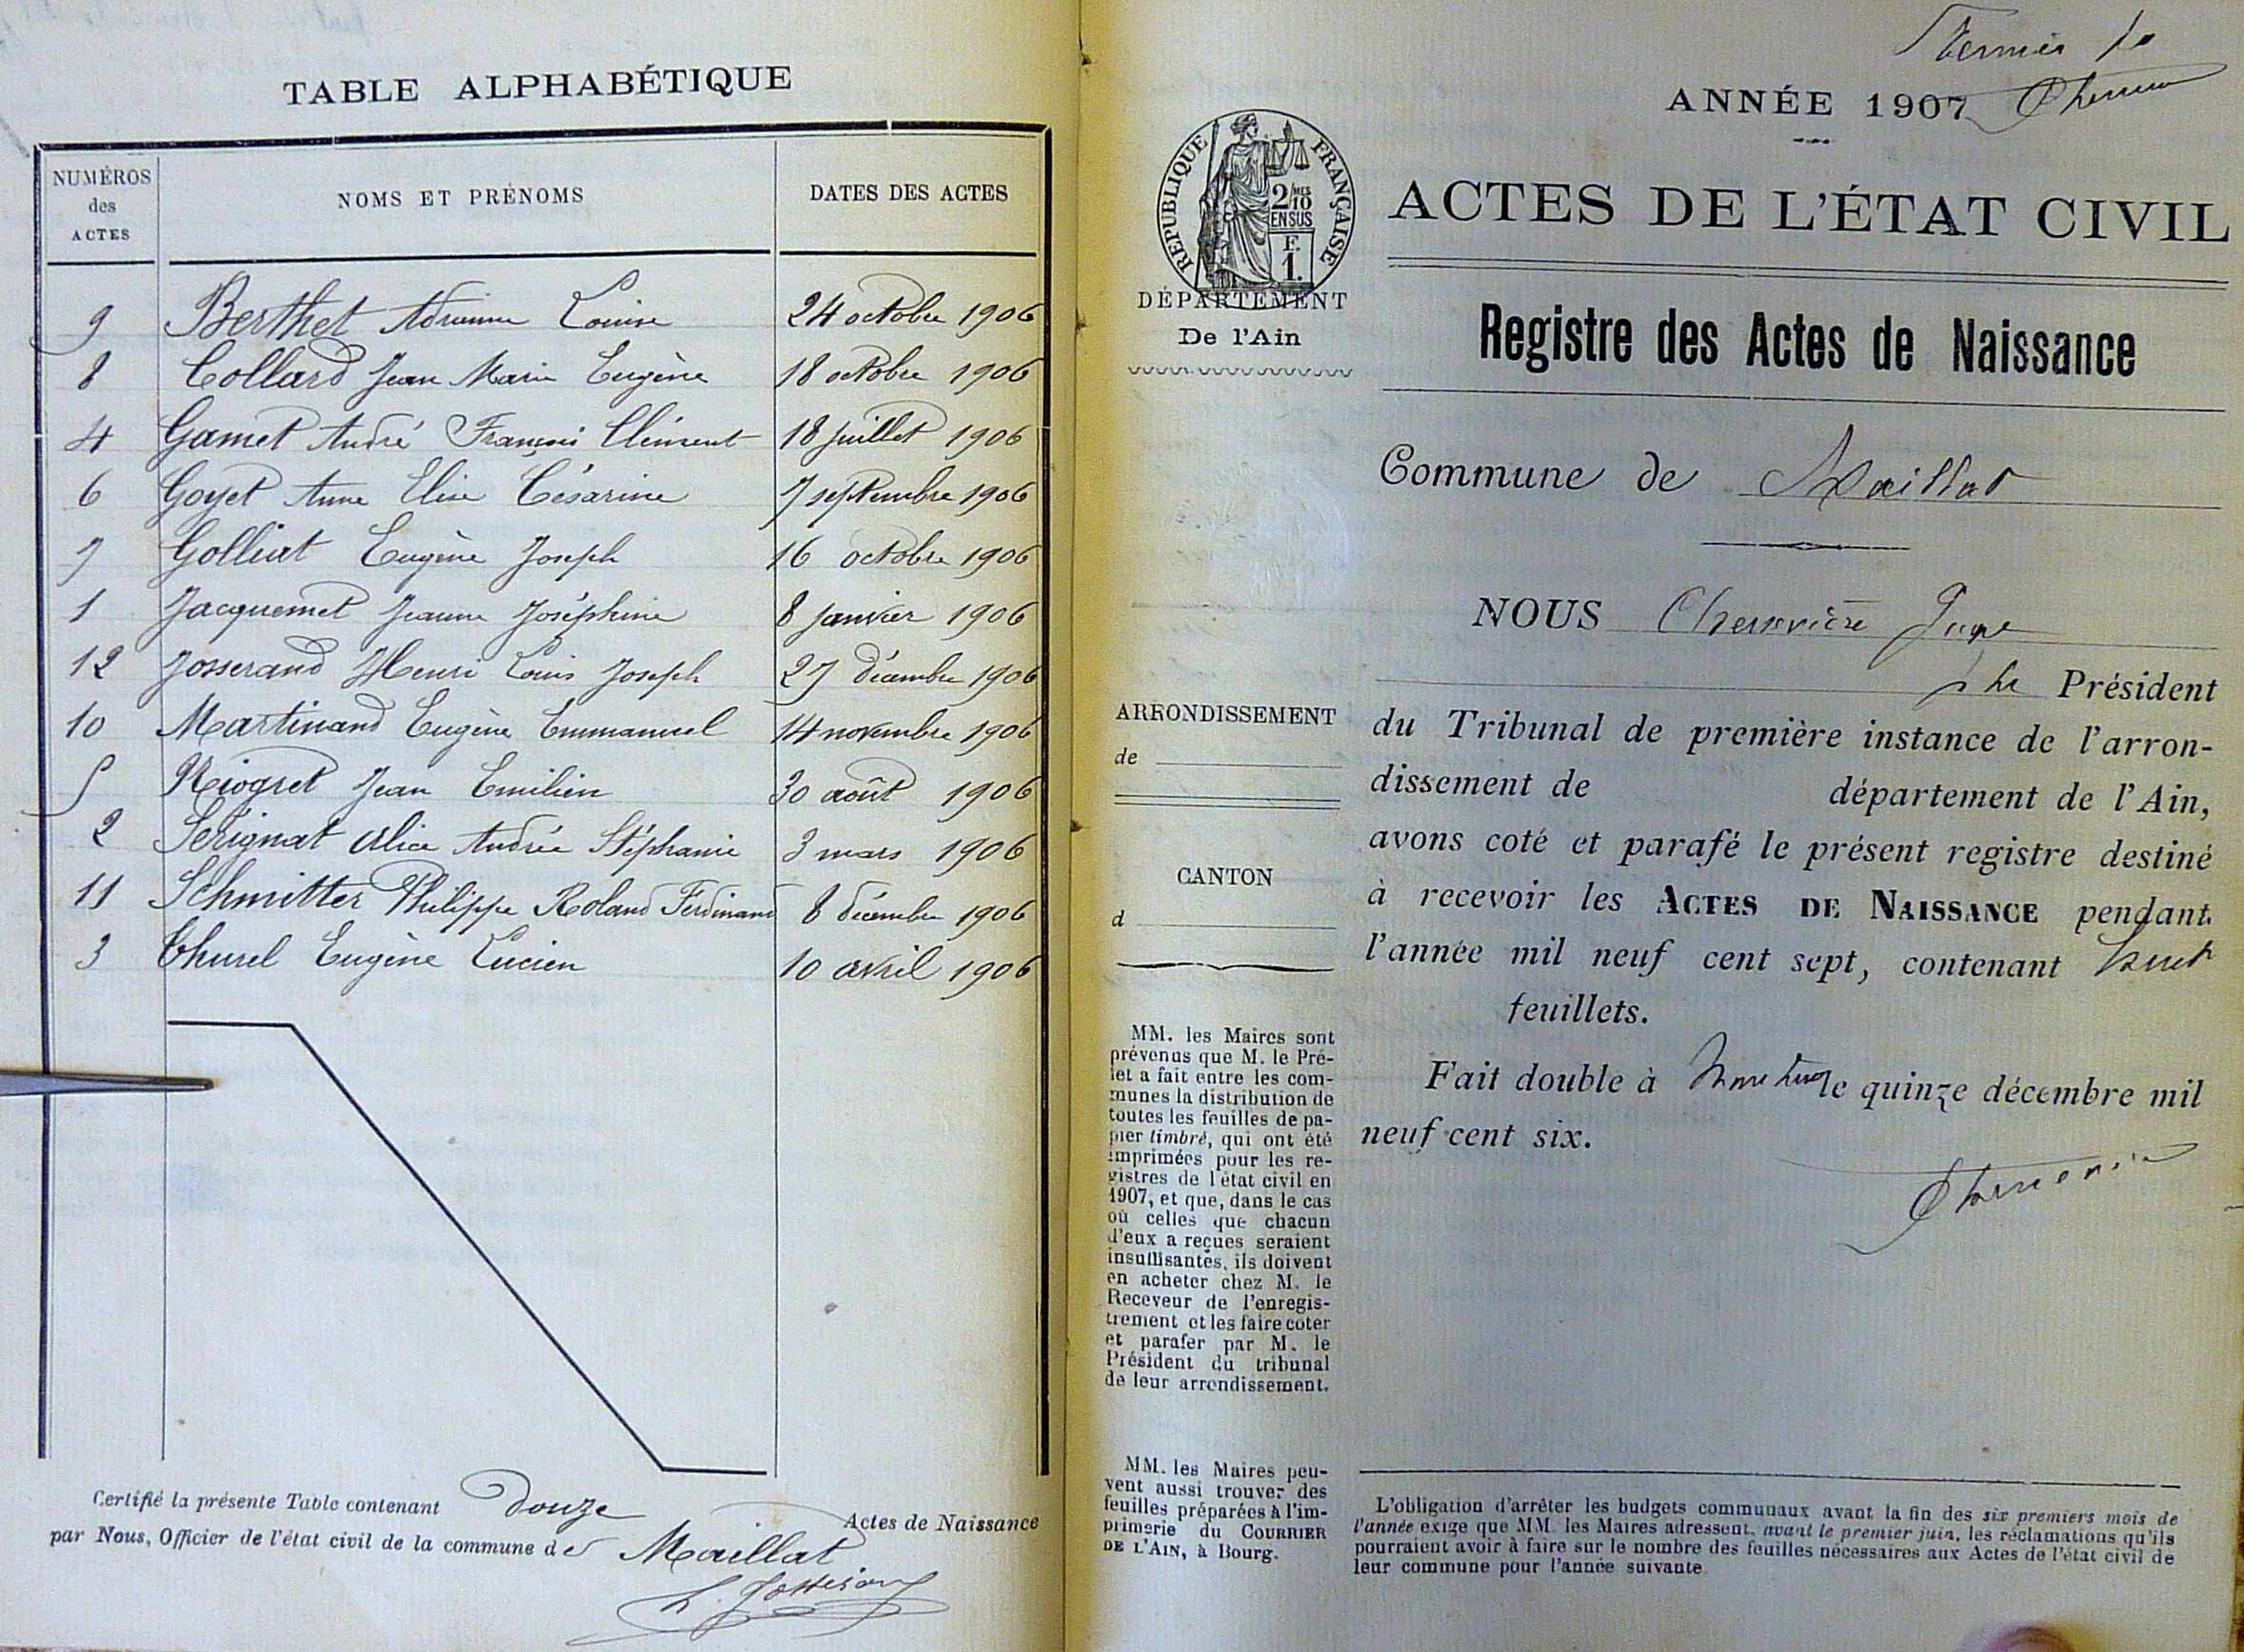 TABLE ALPHABÉTIQUE
NUMÉROS
des
ACTES
NOMS ET PRÉNOMS
DATES DES ACTES
9 Berthet Adrienne Louise 24 octobre 1906
8 Collard Jean Marie Eugène 18 octobre 1906
4 Gamet André François Clément 18 juillet 1906
6 Goyet Anne Elise Césarine 7 septembre 1906
7 Golliat Eugène Joseph 16 octobre 1906
1 Jacquemet Jeanne Joséphine 8 janvier 1906
12 Josserand Henri Louis Joseph 27 décembre 1906
10 Martinand Eugène Emmanuel 14 novembre 1906
5 Riogret Jean Emilien 30 août 1906
2 Sérignat Alice Andrée Stéphanie 3 mars 1906
11 Schmitter Philippe Roland Ferdinand 8 décembre 1906
3 Thurel Eugène Lucien 10 avril 1906
Certifié la présente Table contenant douze Actes de Naissance
par Nous, Officier de l'état civil de la commune de Maillat
ANNÉE 1907
RÉPUBLIQUE FRANÇAISE
2/10
MES
EN SUS
F.
1.
DÉPARTEMENT
De l'Ain
ACTES DE L'ÉTAT CIVIL
Registre des Actes de Naissance
Commune de Maillat
NOUS
Président
du Tribunal de première instance de l'arron-
dissement de département de l'Ain,
avons coté et parafé le présent registre destiné
à recevoir les ACTES DE NAISSANCE pendant
l'année mil neuf cent sept, contenant huit
feuillets.
Fait double à le quinze décembre mil
neuf cent six.
ARRONDISSEMENT
de
CANTON
d
MM. les Maires sont
prévenus que M. le Pré-
fet a fait entre les com-
munes la distribution de
toutes les feuilles de pa-
pier timbré, qui ont été
imprimées pour les re-
gistres de l'état civil en
1907, et que, dans le cas
où celles que chacun
d'eux a reçues seraient
insuffisantes, ils doivent
en acheter chez M. le
Receveur de l'enregis-
trement et les faire coter
et parafer par M. le
Président du tribunal
de leur arrondissement.
MM. les Maires peu-
vent aussi trouver des
feuilles préparées à l'im-
primerie du COURRIER
DE L'AIN, à Bourg.
L'obligation d'arrêter les budgets communaux avant la fin des six premiers mois de
l'année exige que MM. les Maires adressent, avant le premier juin, les réclamations qu'ils
pourraient avoir à faire sur le nombre des feuilles nécessaires aux Actes de l'état civil de
leur commune pour l'année suivante.